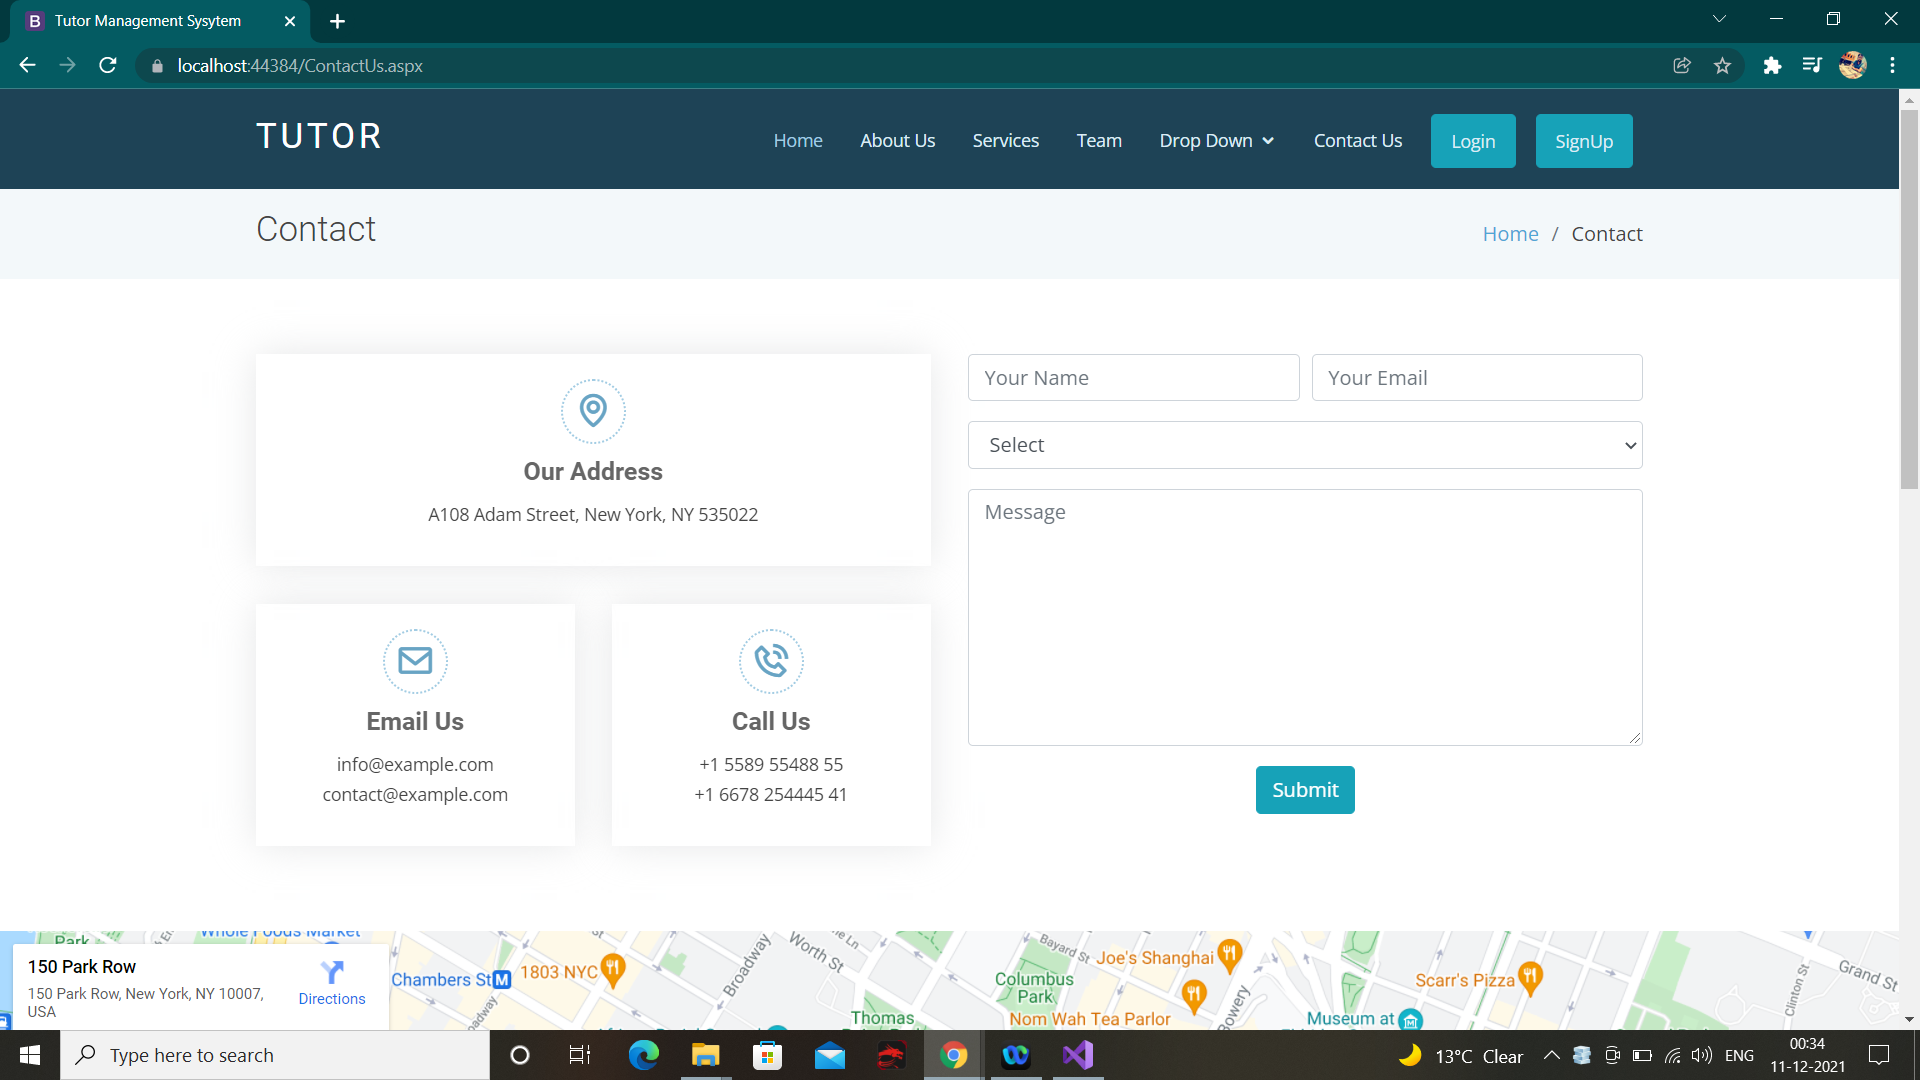 B Tutor Management Sysytem
localhost:44384/ContactUs.aspx
TUTOR
Home About Us Services Team Drop Down Contact Us Login SignUp
Contact
Home / Contact
Your Name Your Email
Select
Our Address
A108 Adam Street, New York, NY 535022
Message
Email Us
info@example.com
contact@example.com
Call Us
+1 5589 55488 55
+1 6678 254445 41
Submit
Whole Foods Market
Park
150 Park Row
150 Park Row, New York, NY 10007,
USA
Directions
Chambers St M
1803 NYC
Broadway
Worth St
Bayard St
Joe's Shanghai
Columbus
Park
Scarr's Pizza
Grand St
Clinton St
Bowery
Nom Wah Tea Parlor
Thomas
Museum at
Type here to search
13°C Clear
ENG
00:34
11-12-2021